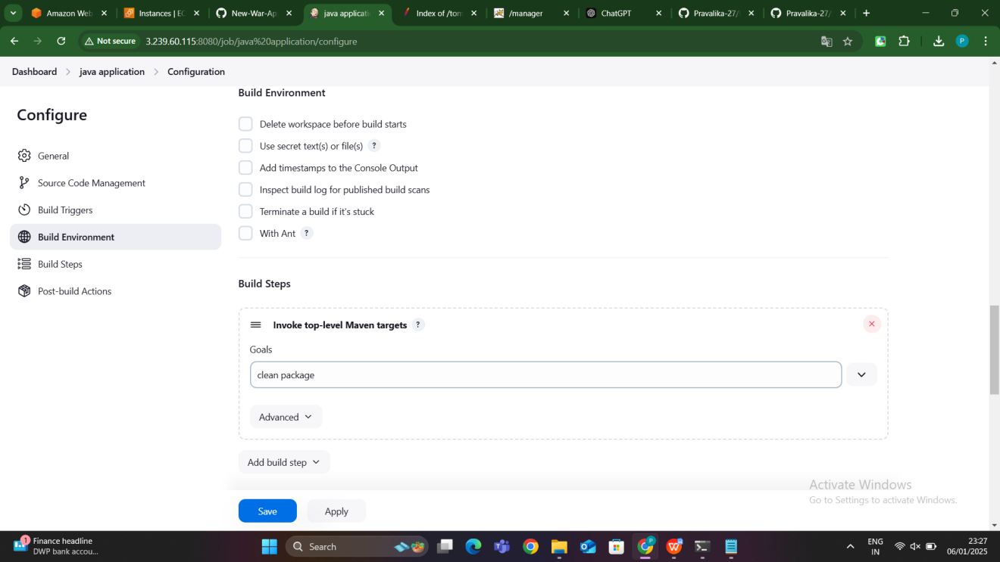 Amazon Web
Instances | EC
New-War-Ap
java applicati
Index of /tom
/manager
ChatGPT
Pravalika-27/
Pravalika-27/
Not secure
3.239.60.115:8080/job/java%20application/configure
P
Dashboard > java application > Configuration
Configure
General
Source Code Management
Build Triggers
Build Environment
Build Steps
Post-build Actions
Build Environment
Delete workspace before build starts
Use secret text(s) or file(s) ?
Add timestamps to the Console Output
Inspect build log for published build scans
Terminate a build if it's stuck
With Ant ?
Build Steps
Invoke top-level Maven targets ?
Goals
clean package
Advanced
Add build step
Save
Apply
Activate Windows
Go to Settings to activate Windows.
1
Finance headline
DWP bank accou...
Search
ENG
IN
23:27
06/01/2025